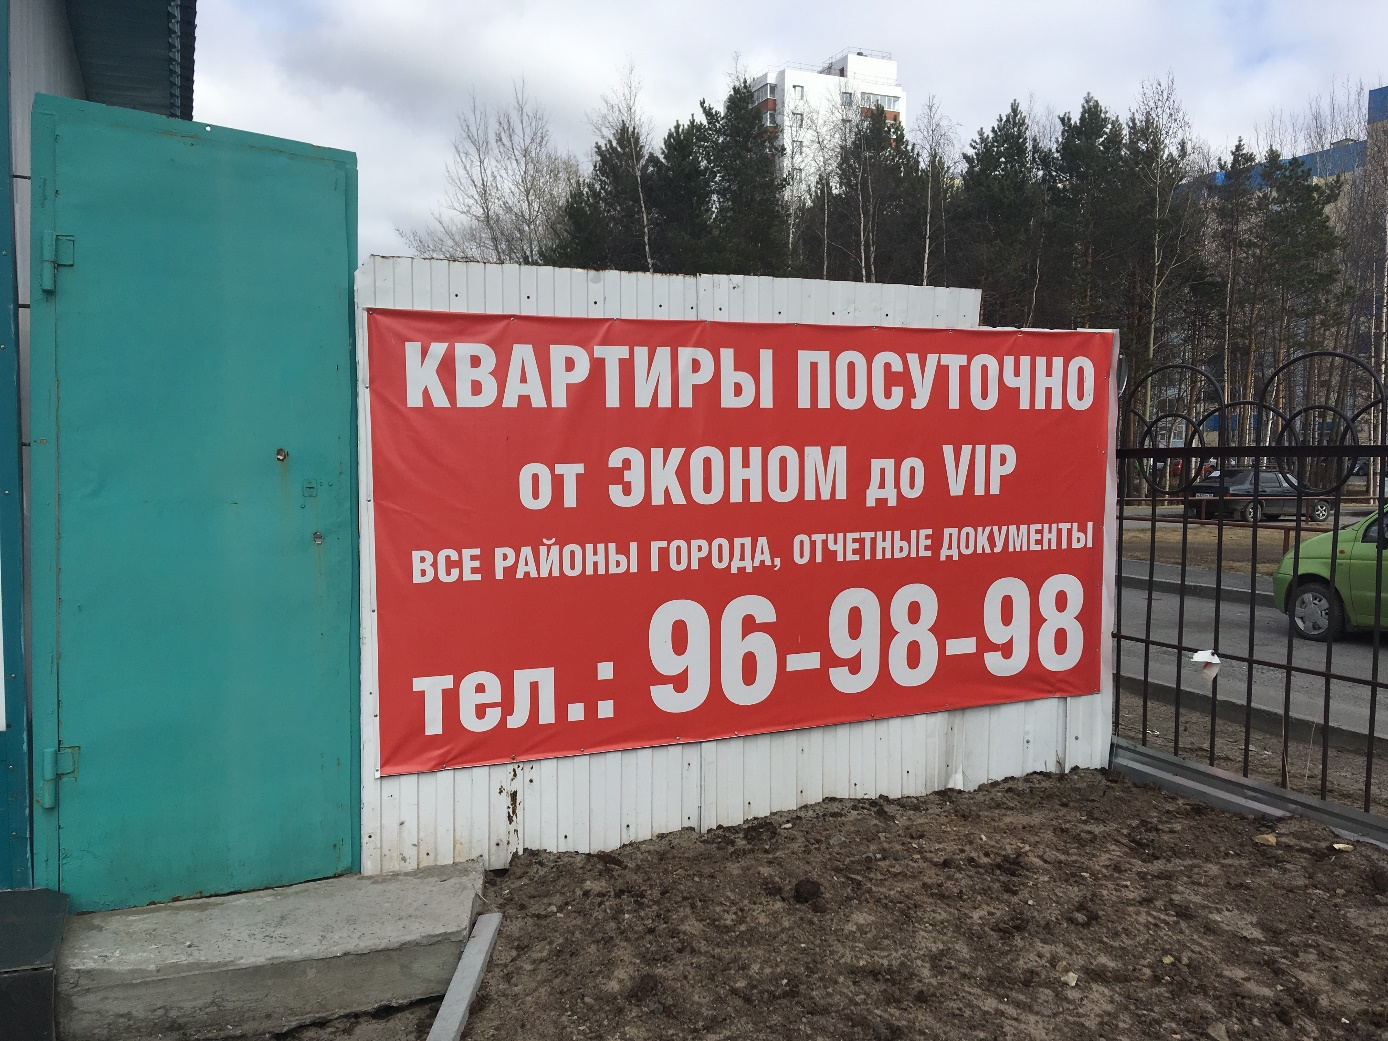 КВАРТИРЫ ПОСУТОЧНО
от ЭКОНОМ до VIP
ВСЕ РАЙОНЫ ГОРОДА, ОТЧЕТНЫЕ ДОКУМЕНТЫ
тел.: 96-98-98